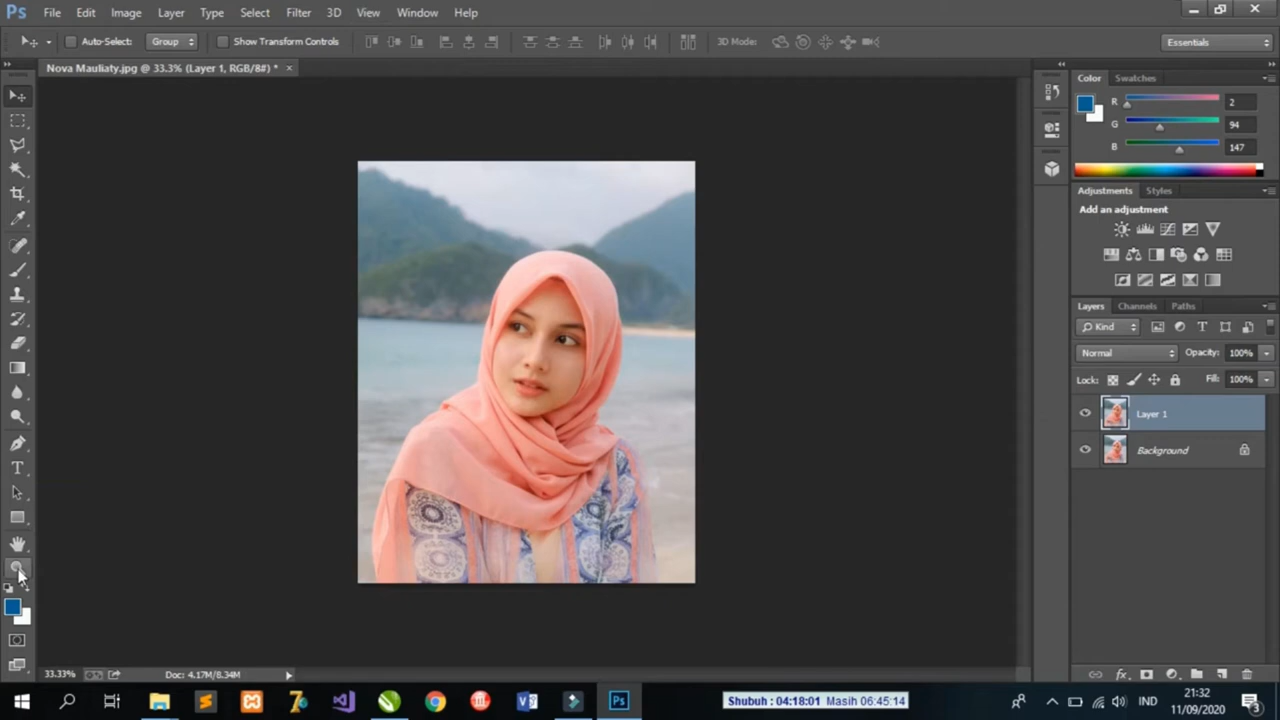 Ps File Edit Image Layer Type Select Filter 3D View Window Help
Auto-Select: Group Show Transform Controls 3D Mode: Essentials
Nova Mauliaty.jpg @ 33.3% (Layer 1, RGB/8#) * ×
Color Swatches
R 2
G 94
B 147
Adjustments Styles
Add an adjustment
Layers Channels Paths
Kind
Normal Opacity: 100%
Lock: Fill: 100%
Layer 1
Background
33.33% Doc: 4.17M/8.34M
Shubuh : 04:18:01 Masih 06:45:14
Ps
IND
21:32
11/09/2020
3